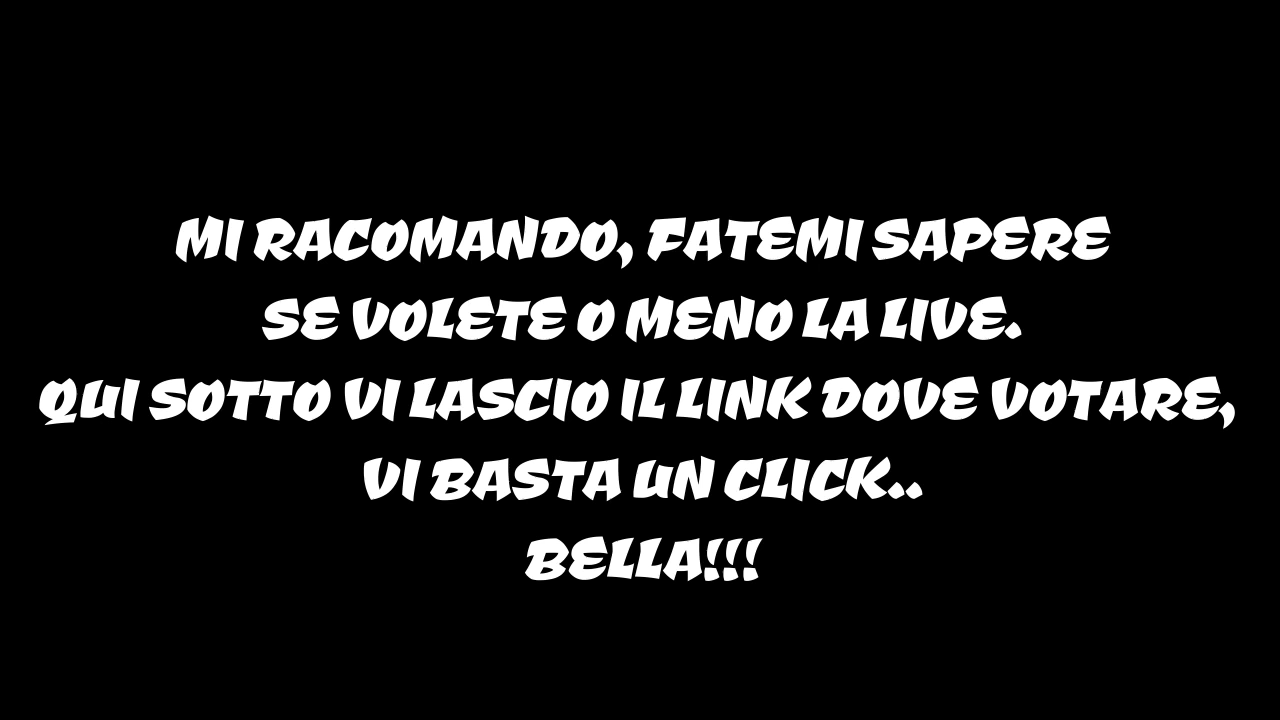 MI RACOMANDO, FATEMI SAPERE
SE VOLETE O MENO LA LIVE.
QUI SOTTO VI LASCIO IL LINK DOVE VOTARE,
VI BASTA UN CLICK..
BELLA!!!